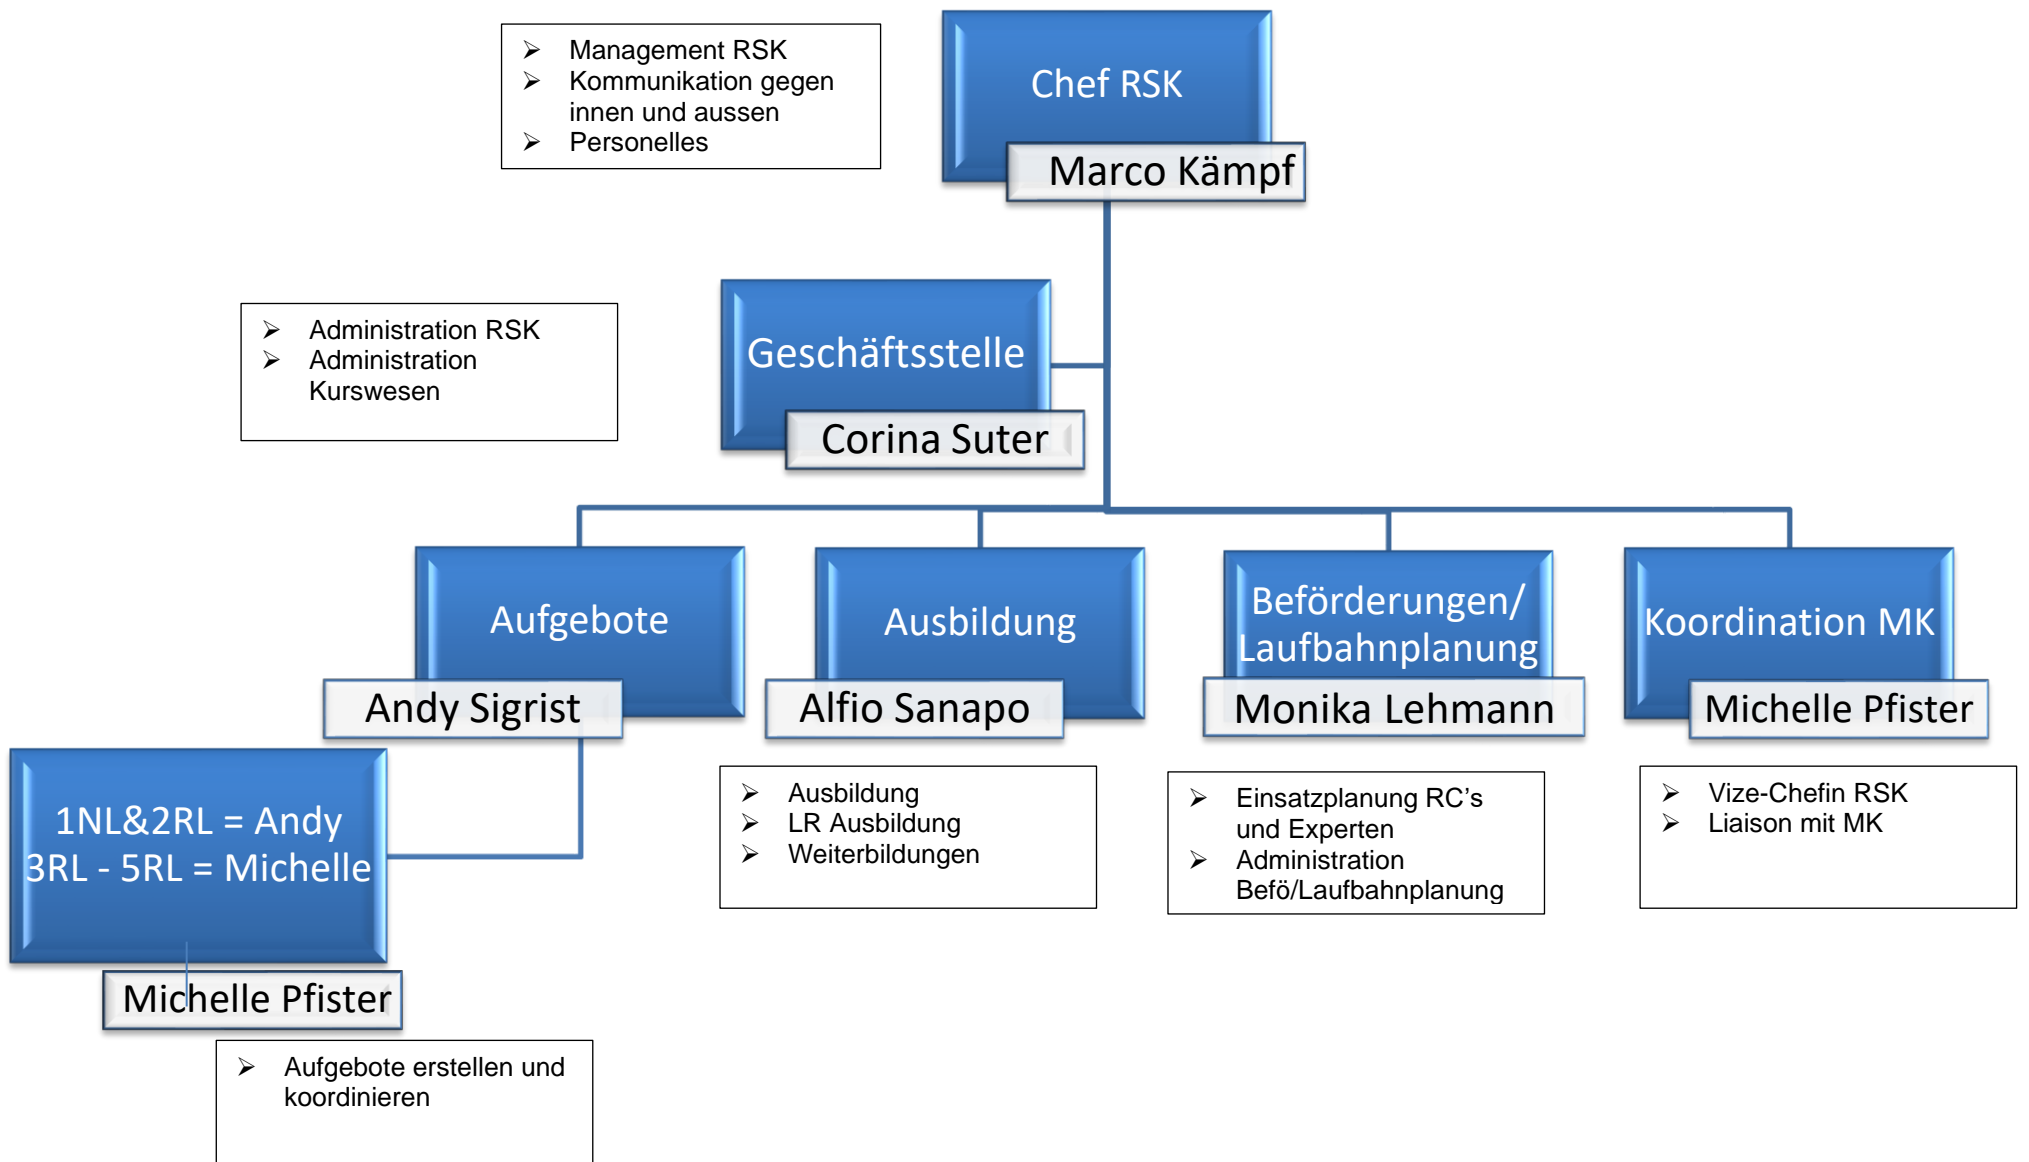 ➢ Management RSK
➢ Kommunikation gegen
innen und aussen
➢ Personelles
Chef RSK
Marco Kämpf
➢ Administration RSK
➢ Administration
Kurswesen
Geschäftsstelle
Corina Suter
Aufgebote
Andy Sigrist
Ausbildung
Alfio Sanapo
Beförderungen/
Laufbahnplanung
Monika Lehmann
Koordination MK
Michelle Pfister
1NL&2RL = Andy
3RL - 5RL = Michelle
Michelle Pfister
➢ Aufgebote erstellen und
koordinieren
➢ Ausbildung
➢ LR Ausbildung
➢ Weiterbildungen
➢ Einsatzplanung RC’s
und Experten
➢ Administration
Befö/Laufbahnplanung
➢ Vize-Chefin RSK
➢ Liaison mit MK